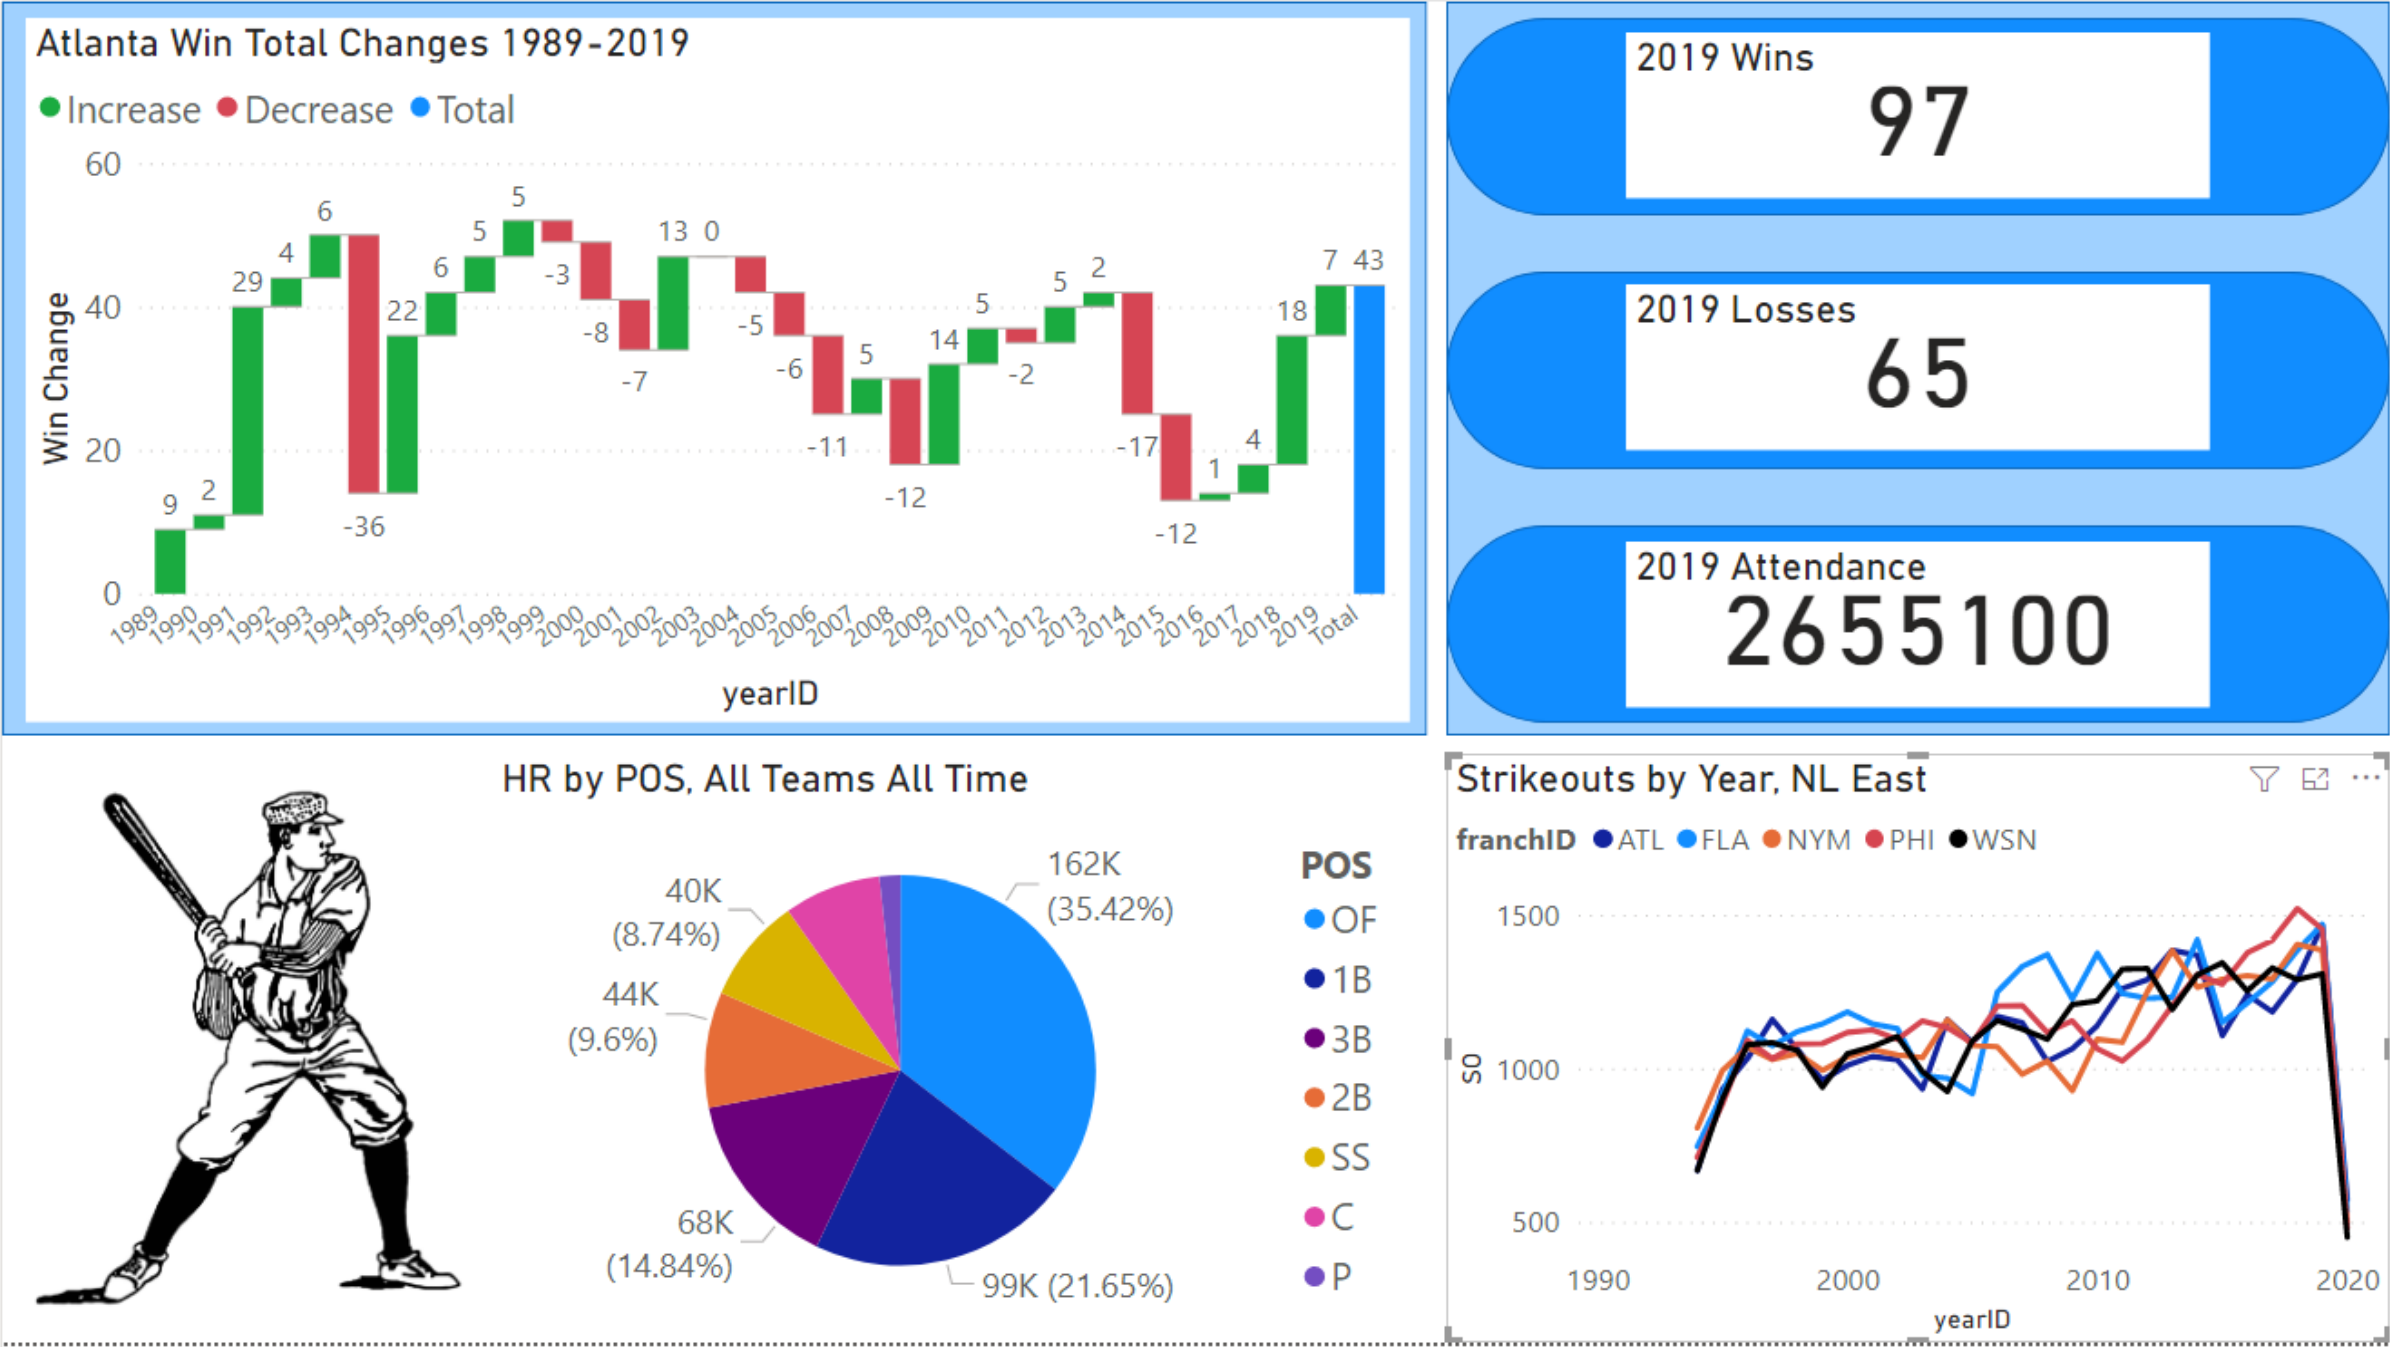 Atlanta Win Total Changes 1989-2019
Increase Decrease Total
60
40
20
0
Win Change
9
2
29
4
6
-36
22
6
5
5
-3
-8
-7
13
0
-5
-6
-11
5
-12
14
5
-2
5
2
-17
-12
1
4
18
7
43
1989 1990 1991 1992 1993 1994 1995 1996 1997 1998 1999 2000 2001 2002 2003 2004 2005 2006 2007 2008 2009 2010 2011 2012 2013 2014 2015 2016 2017 2018 2019 Total
yearID
2019 Wins
97
2019 Losses
65
2019 Attendance
2655100
HR by POS, All Teams All Time
162K
(35.42%)
40K
(8.74%)
44K
(9.6%)
68K
(14.84%)
99K (21.65%)
POS
OF
1B
3B
2B
SS
C
P
Strikeouts by Year, NL East
franchID ATL FLA NYM PHI WSN
1500
1000
500
SO
1990 2000 2010 2020
yearID